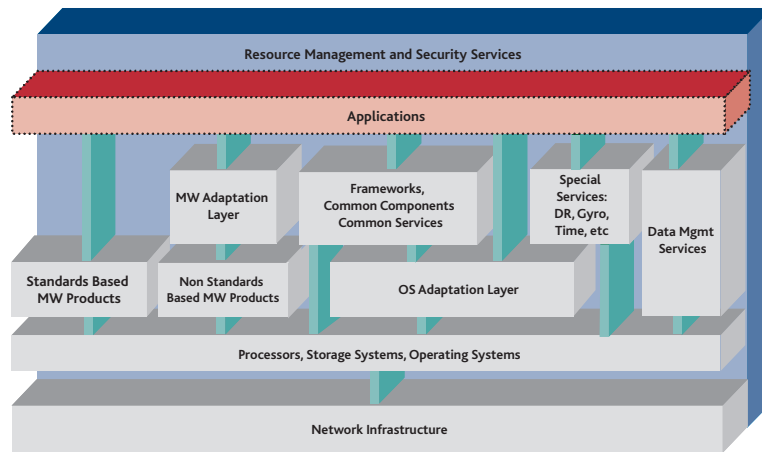 Resource Management and Security Services
Applications
MW Adaptation
Layer
Frameworks,
Common Components
Common Services
Special
Services:
DR, Gyro,
Time, etc
Data Mgmt
Services
Standards Based
MW Products
Non Standards
Based MW Products
OS Adaptation Layer
Processors, Storage Systems, Operating Systems
Network Infrastructure